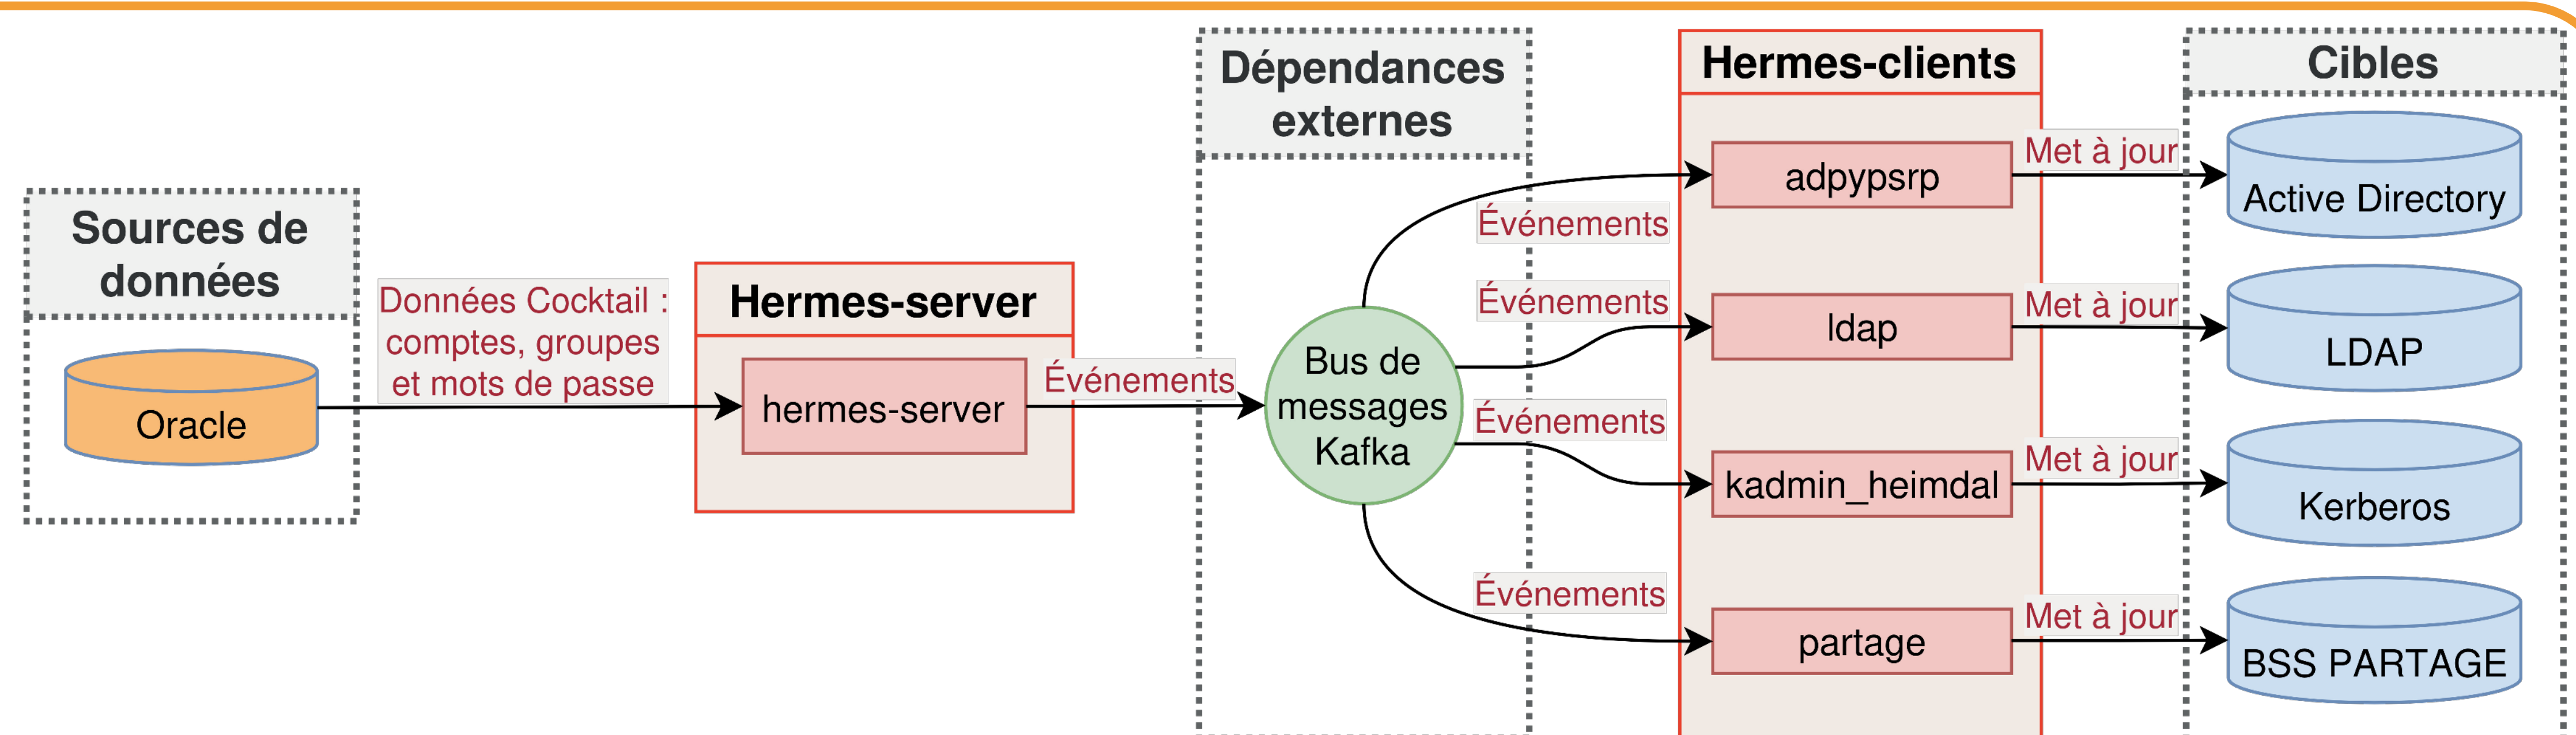 Sources de
données
Oracle
Données Cocktail :
comptes, groupes
et mots de passe
Hermes-server
hermes-server
Événements
Dépendances
externes
Bus de
messages
Kafka
Événements
Événements
Événements
Événements
Hermes-clients
adpypsrp
ldap
kadmin_heimdal
partage
Met à jour
Met à jour
Met à jour
Met à jour
Cibles
Active Directory
LDAP
Kerberos
BSS PARTAGE